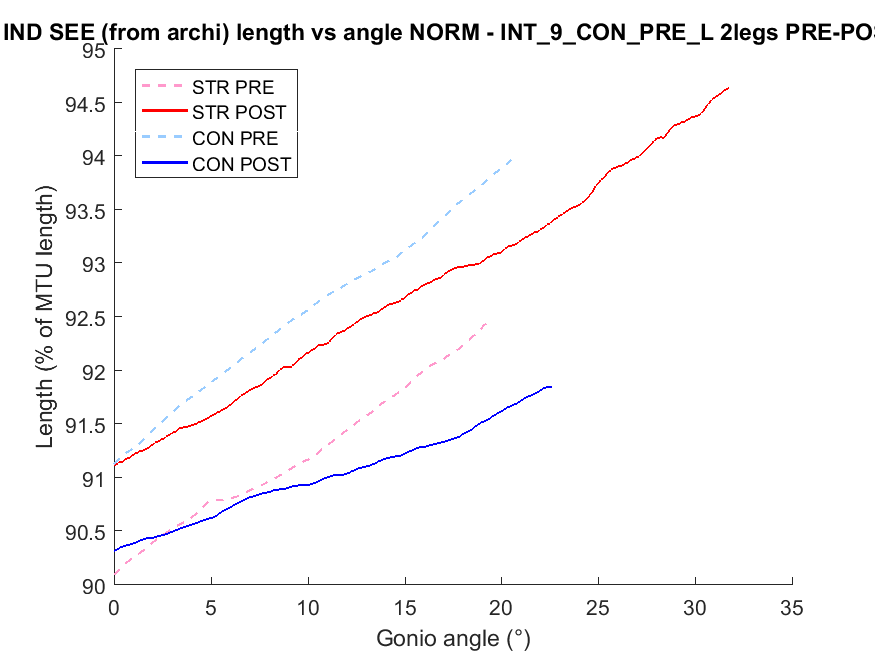 IND SEE (from archi) length vs angle NORM - INT_9_CON_PRE_L 2legs PRE-POS
95
94.5
94
93.5
93
92.5
92
91.5
91
90.5
90
Length (% of MTU length)
STR PRE
STR POST
CON PRE
CON POST
0 5 10 15 20 25 30 35
Gonio angle (°)